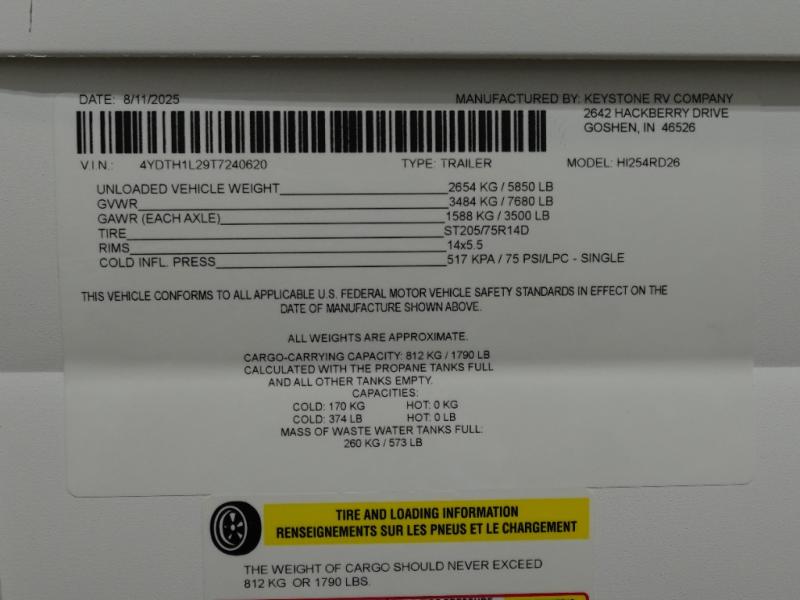 DATE: 8/11/2025 MANUFACTURED BY: KEYSTONE RV COMPANY
2642 HACKBERRY DRIVE
GOSHEN, IN 46526
V.I.N.: 4YDTH1L29T7240620 TYPE: TRAILER MODEL: HI254RD26
UNLOADED VEHICLE WEIGHT 2654 KG / 5850 LB
GVWR 3484 KG / 7680 LB
GAWR (EACH AXLE) 1588 KG / 3500 LB
TIRE ST205/75R14D
RIMS 14x5.5
COLD INFL. PRESS 517 KPA / 75 PSI/LPC - SINGLE
THIS VEHICLE CONFORMS TO ALL APPLICABLE U.S. FEDERAL MOTOR VEHICLE SAFETY STANDARDS IN EFFECT ON THE
DATE OF MANUFACTURE SHOWN ABOVE.
ALL WEIGHTS ARE APPROXIMATE.
CARGO-CARRYING CAPACITY: 812 KG / 1790 LB
CALCULATED WITH THE PROPANE TANKS FULL
AND ALL OTHER TANKS EMPTY.
CAPACITIES:
COLD: 170 KG HOT: 0 KG
COLD: 374 LB HOT: 0 LB
MASS OF WASTE WATER TANKS FULL:
260 KG / 573 LB
TIRE AND LOADING INFORMATION
RENSEIGNEMENTS SUR LES PNEUS ET LE CHARGEMENT
THE WEIGHT OF CARGO SHOULD NEVER EXCEED
812 KG OR 1790 LBS.